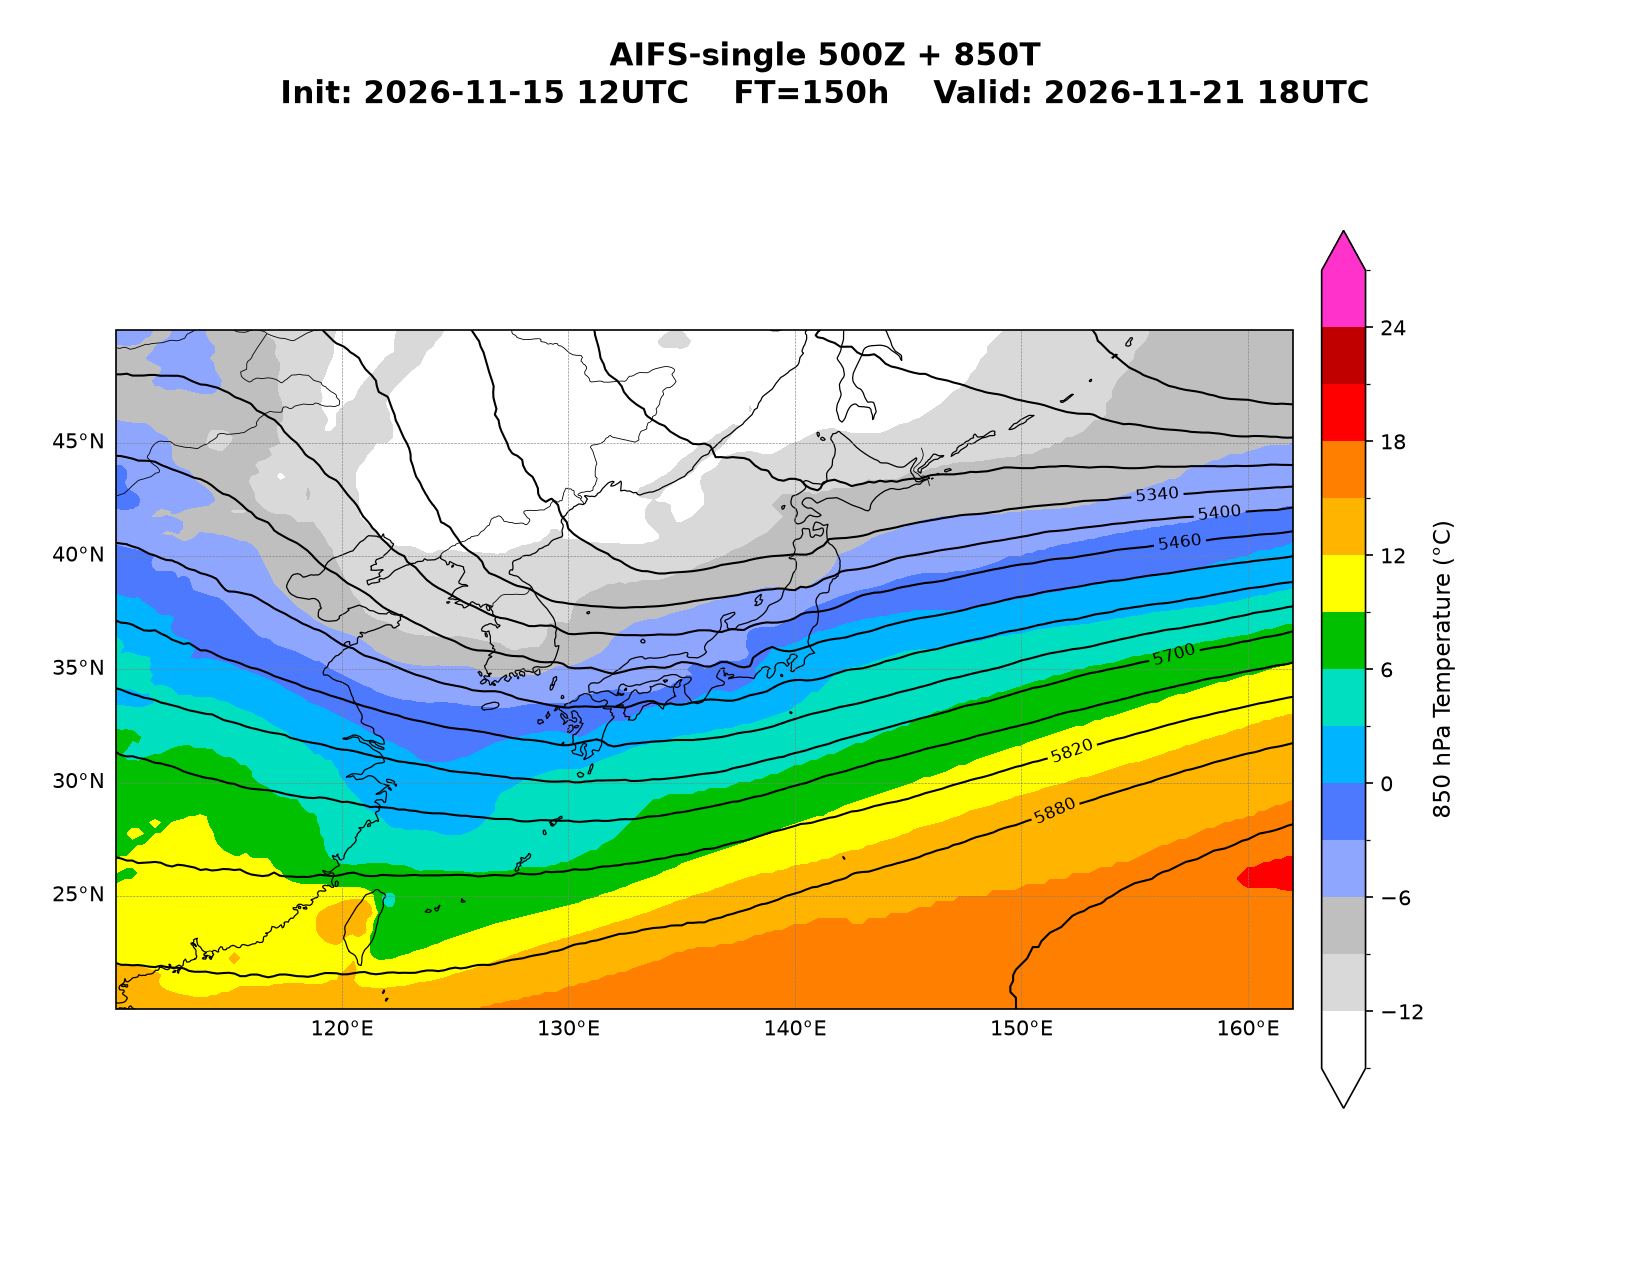 AIFS-single 500Z + 850T
Init: 2026-11-15 12UTC    FT=150h    Valid: 2026-11-21 18UTC
24
18
12
6
0
−6
−12
850 hPa Temperature (°C)
45°N
40°N
35°N
30°N
25°N
5340
5400
5460
5700
5820
5880
120°E
130°E
140°E
150°E
160°E